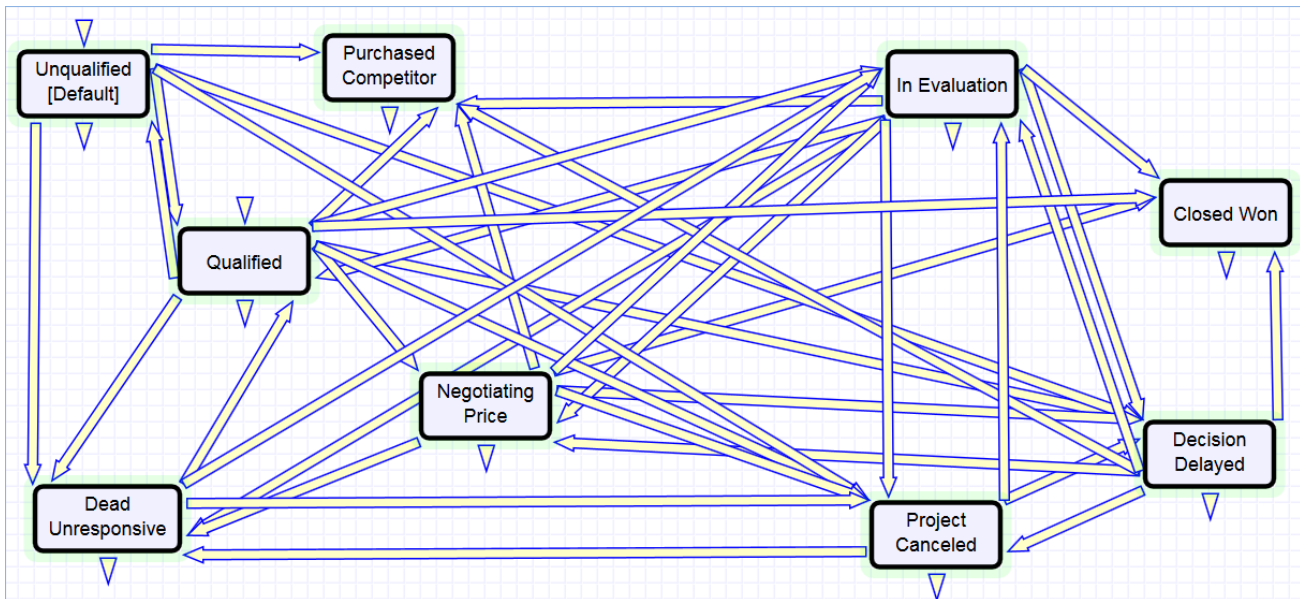 Unqualified
[Default]
Purchased
Competitor
In Evaluation
Closed Won
Qualified
Negotiating
Price
Decision
Delayed
Dead
Unresponsive
Project
Canceled